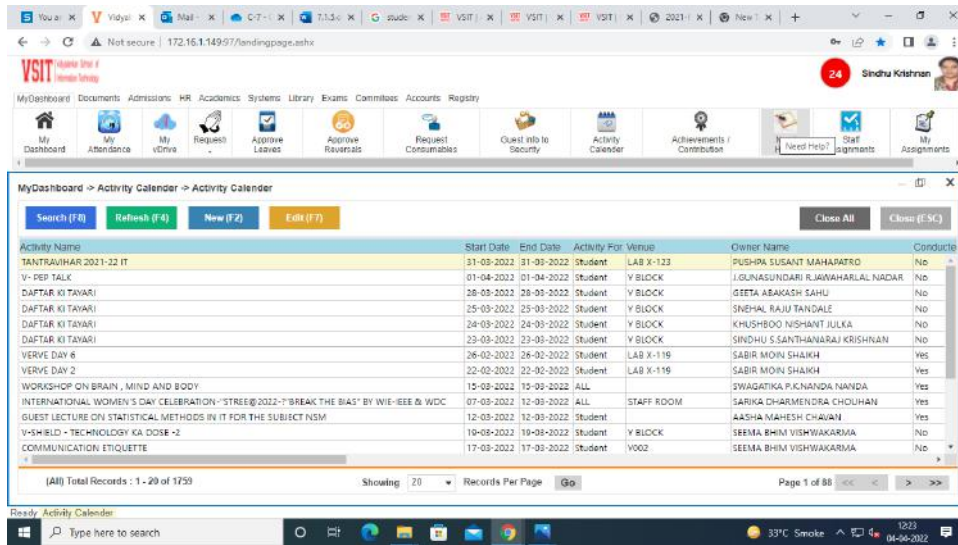 You ar
Vidyal
Mail -
C-7 - (
7.1.3-c
studer
VSIT |
VSIT |
VSIT |
2021-
New T
Not secure | 172.16.1.149:97/landingpage.ashx
VSIT
24 Sindhu Krishnan
MyDashboard Documents Admissions HR Academics Systems Library Exams Commitees Accounts Registry
My Dashboard
My Attendance
My vDrive
Request
Approve Leaves
Approve Reversals
Request Consumables
Guest info to Security
Activity Calender
Achievements / Contribution
Need Help?
Staff
My Assignments
MyDashboard -> Activity Calender -> Activity Calender
Search (F8) Refresh (F4) New (F2) Edit (F7) Close All Close (ESC)
Activity Name Start Date End Date Activity For Venue Owner Name Conducte
TANTRAVIHAR 2021-22 IT 31-03-2022 31-03-2022 Student LAB X-123 PUSHPA SUSANT MAHAPATRO No
V- PEP TALK 01-04-2022 01-04-2022 Student Y BLOCK J.GUNASUNDARI R.JAWAHARLAL NADAR No
DAFTAR KI TAYARI 28-03-2022 28-03-2022 Student Y BLOCK GEETA ABAKASH SAHU No
DAFTAR KI TAYARI 25-03-2022 25-03-2022 Student Y BLOCK SNEHAL RAJU TANDALE No
DAFTAR KI TAYARI 24-03-2022 24-03-2022 Student Y BLOCK KHUSHBOO NISHANT JULKA No
DAFTAR KI TAYARI 23-03-2022 23-03-2022 Student Y BLOCK SINDHU S.SANTHANARAJ KRISHNAN No
VERVE DAY 6 26-02-2022 26-02-2022 Student LAB X-119 SABIR MOIN SHAIKH Yes
VERVE DAY 2 22-02-2022 22-02-2022 Student LAB X-119 SABIR MOIN SHAIKH Yes
WORKSHOP ON BRAIN , MIND AND BODY 15-03-2022 15-03-2022 ALL SWAGATIKA P.K.NANDA NANDA Yes
INTERNATIONAL WOMEN'S DAY CELEBRATION-"STREE@2022-?"BREAK THE BIAS" BY WIE-IEEE & WDC 07-03-2022 12-03-2022 ALL STAFF ROOM SARIKA DHARMENDRA CHOUHAN Yes
GUEST LECTURE ON STATISTICAL METHODS IN IT FOR THE SUBJECT NSM 12-03-2022 12-03-2022 Student AASHA MAHESH CHAVAN Yes
V-SHIELD - TECHNOLOGY KA DOSE -2 19-03-2022 19-03-2022 Student Y BLOCK SEEMA BHIM VISHWAKARMA No
COMMUNICATION ETIQUETTE 17-03-2022 17-03-2022 Student Y002 SEEMA BHIM VISHWAKARMA No
(All) Total Records : 1 - 20 of 1759 Showing 20 Records Per Page Go Page 1 of 88 << < > >>
Ready Activity Calender
Type here to search
33°C Smoke
12:23
04-04-2022